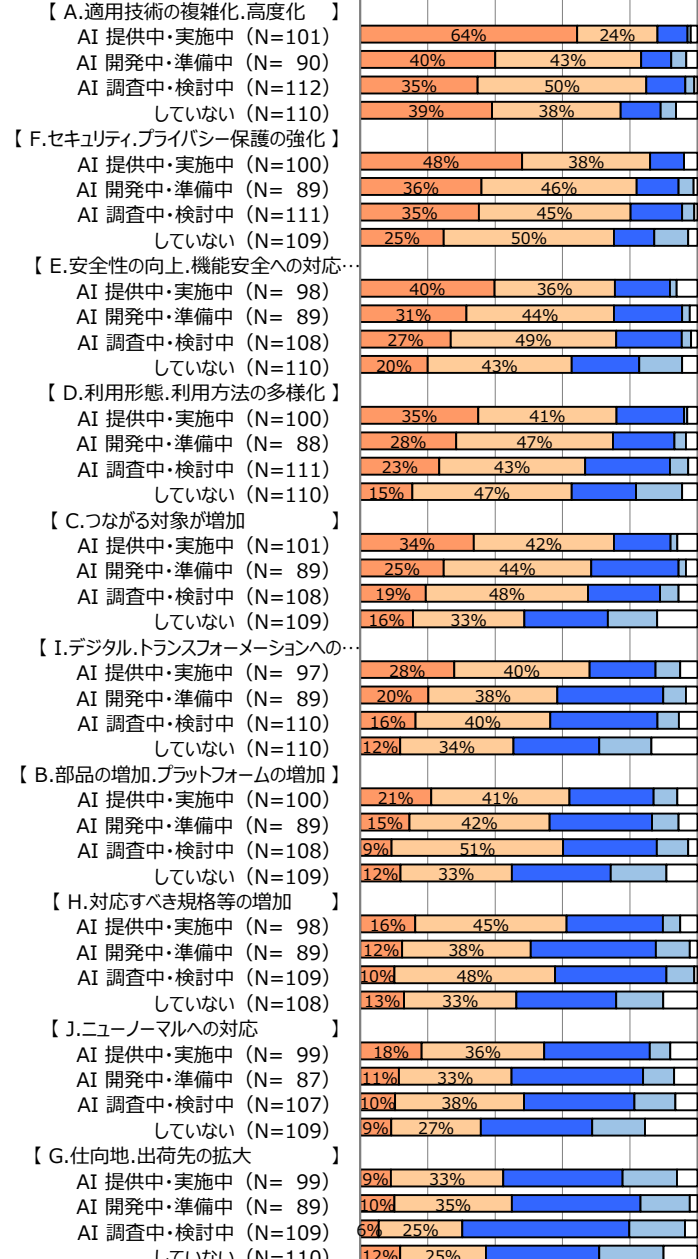 【 A.適用技術の複雑化.高度化 】
AI 提供中・実施中（N=101） 64% 24%
AI 開発中・準備中（N= 90） 40% 43%
AI 調査中・検討中（N=112） 35% 50%
していない（N=110） 39% 38%
【 F.セキュリティ.プライバシー保護の強化 】
AI 提供中・実施中（N=100） 48% 38%
AI 開発中・準備中（N= 89） 36% 46%
AI 調査中・検討中（N=111） 35% 45%
していない（N=109） 25% 50%
【 E.安全性の向上.機能安全への対応…
AI 提供中・実施中（N= 98） 40% 36%
AI 開発中・準備中（N= 89） 31% 44%
AI 調査中・検討中（N=108） 27% 49%
していない（N=110） 20% 43%
【 D.利用形態.利用方法の多様化 】
AI 提供中・実施中（N=100） 35% 41%
AI 開発中・準備中（N= 88） 28% 47%
AI 調査中・検討中（N=111） 23% 43%
していない（N=110） 15% 47%
【 C.つながる対象が増加 】
AI 提供中・実施中（N=101） 34% 42%
AI 開発中・準備中（N= 89） 25% 44%
AI 調査中・検討中（N=108） 19% 48%
していない（N=109） 16% 33%
【 I.デジタル.トランスフォーメーションへの…
AI 提供中・実施中（N= 97） 28% 40%
AI 開発中・準備中（N= 89） 20% 38%
AI 調査中・検討中（N=110） 16% 40%
していない（N=110） 12% 34%
【 B.部品の増加.プラットフォームの増加 】
AI 提供中・実施中（N=100） 21% 41%
AI 開発中・準備中（N= 89） 15% 42%
AI 調査中・検討中（N=108） 9% 51%
していない（N=109） 12% 33%
【 H.対応すべき規格等の増加 】
AI 提供中・実施中（N= 98） 16% 45%
AI 開発中・準備中（N= 89） 12% 38%
AI 調査中・検討中（N=109） 10% 48%
していない（N=108） 13% 33%
【 J.ニューノーマルへの対応 】
AI 提供中・実施中（N= 99） 18% 36%
AI 開発中・準備中（N= 87） 11% 33%
AI 調査中・検討中（N=107） 10% 38%
していない（N=109） 9% 27%
【 G.仕向地.出荷先の拡大 】
AI 提供中・実施中（N= 99） 9% 33%
AI 開発中・準備中（N= 89） 10% 35%
AI 調査中・検討中（N=109） 6% 25%
していない（N=110） 12% 25%